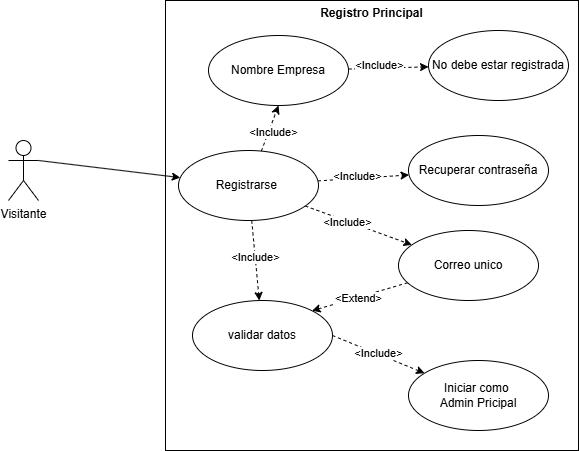 Registro Principal
Nombre Empresa
<Include>
No debe estar registrada
<Include>
Visitante
Registrarse
<Include>
Recuperar contraseña
<Include>
Correo unico
<Include>
<Extend>
validar datos
<Include>
Iniciar como
Admin Pricipal